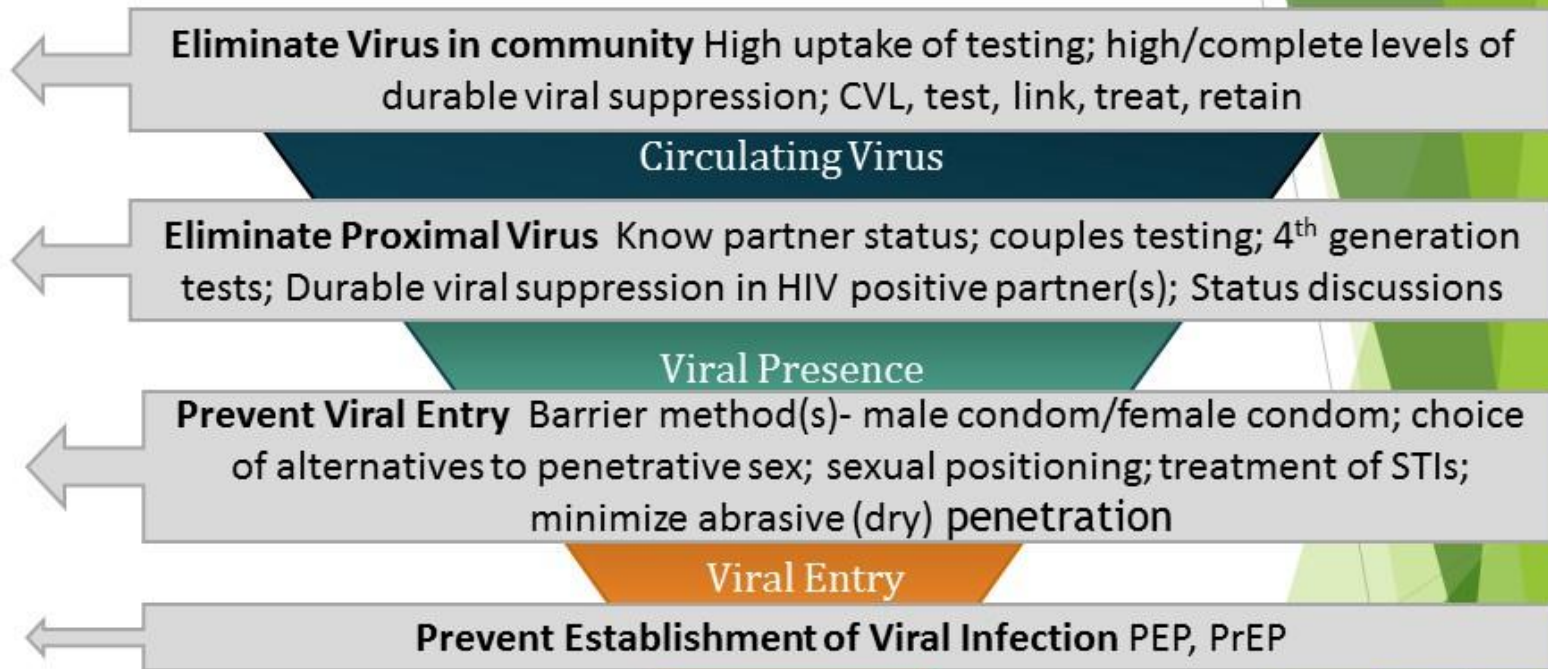 Eliminate Virus in community High uptake of testing; high/complete levels of
durable viral suppression; CVL, test, link, treat, retain
Circulating Virus
Eliminate Proximal Virus Know partner status; couples testing; 4th generation
tests; Durable viral suppression in HIV positive partner(s); Status discussions
Viral Presence
Prevent Viral Entry Barrier method(s)- male condom/female condom; choice
of alternatives to penetrative sex; sexual positioning; treatment of STIs;
minimize abrasive (dry) penetration
Viral Entry
Prevent Establishment of Viral Infection PEP, PrEP